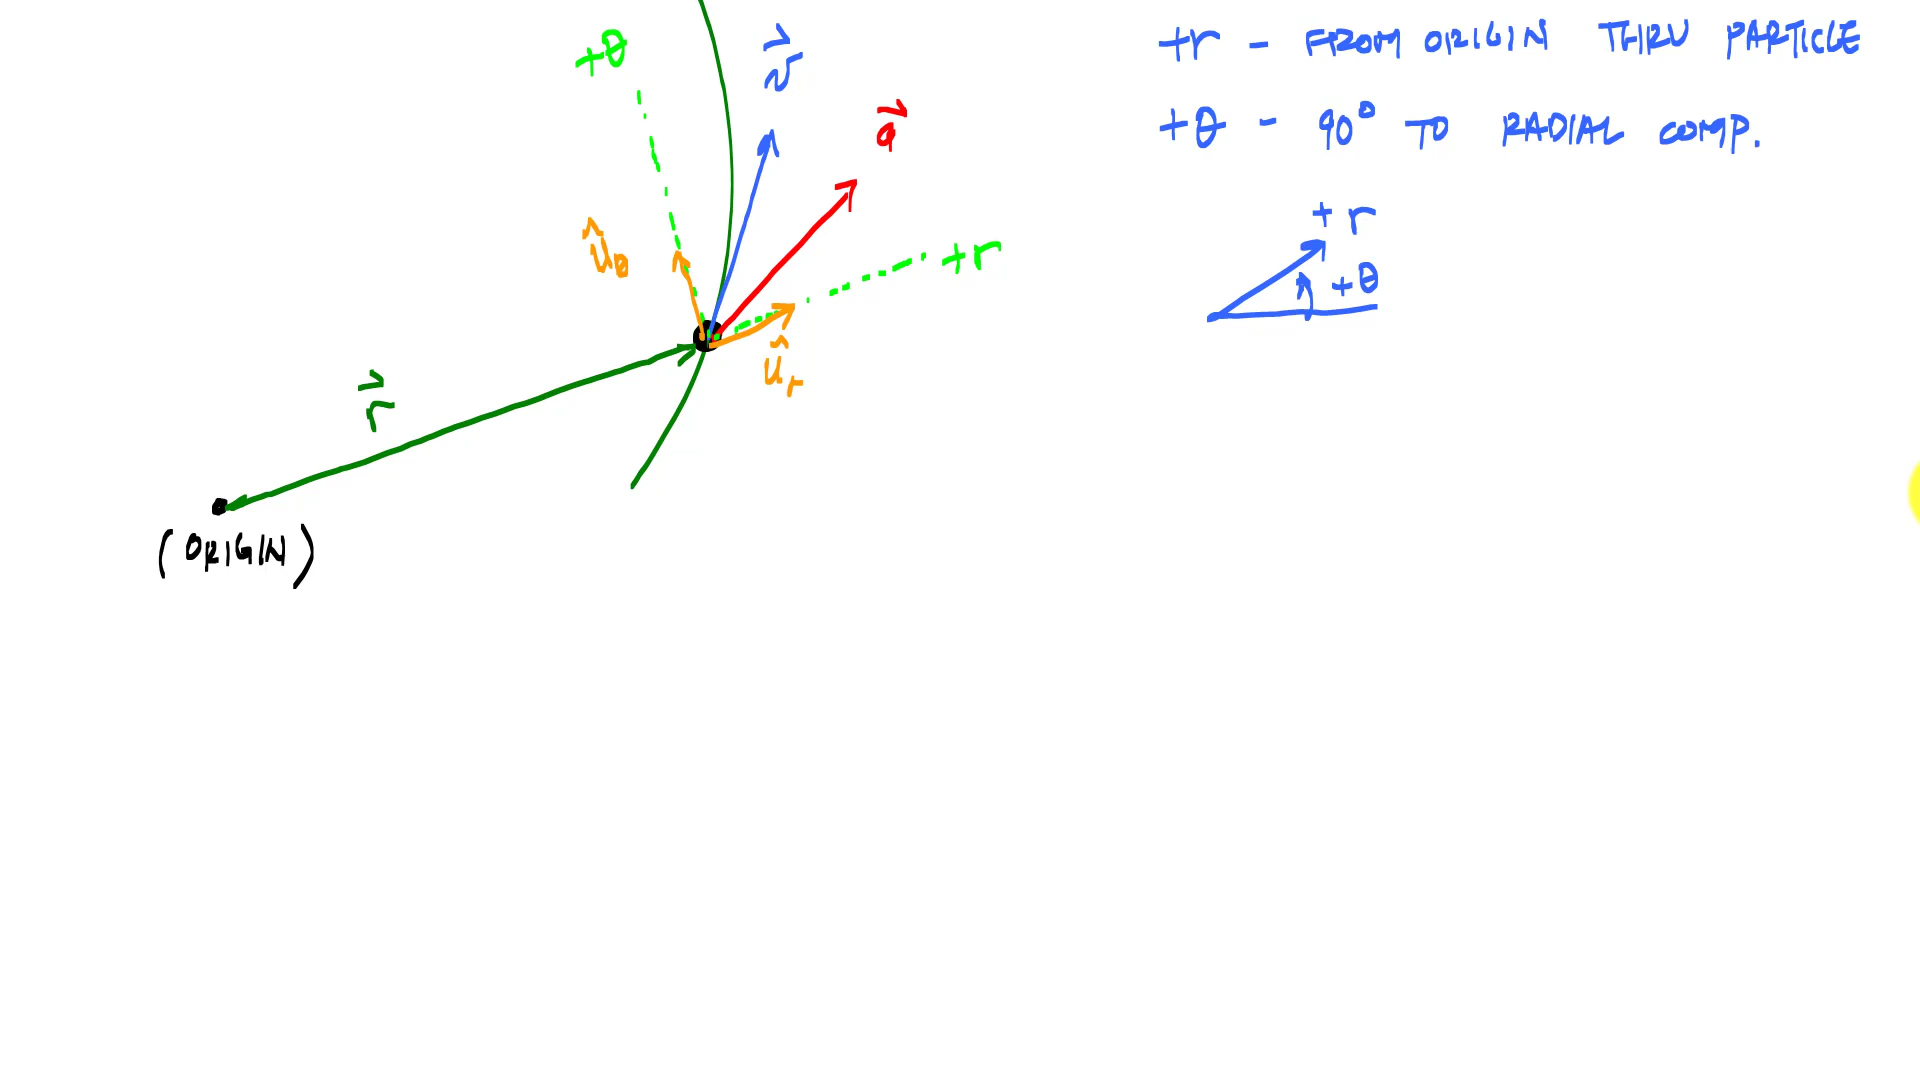 +r - FROM ORIGIN THRU PARTICLE
+θ - 90° TO RADIAL COMP.
+r
+θ
+θ
v⃗
a⃗
û_θ
+r
û_r
r⃗
(ORIGIN)